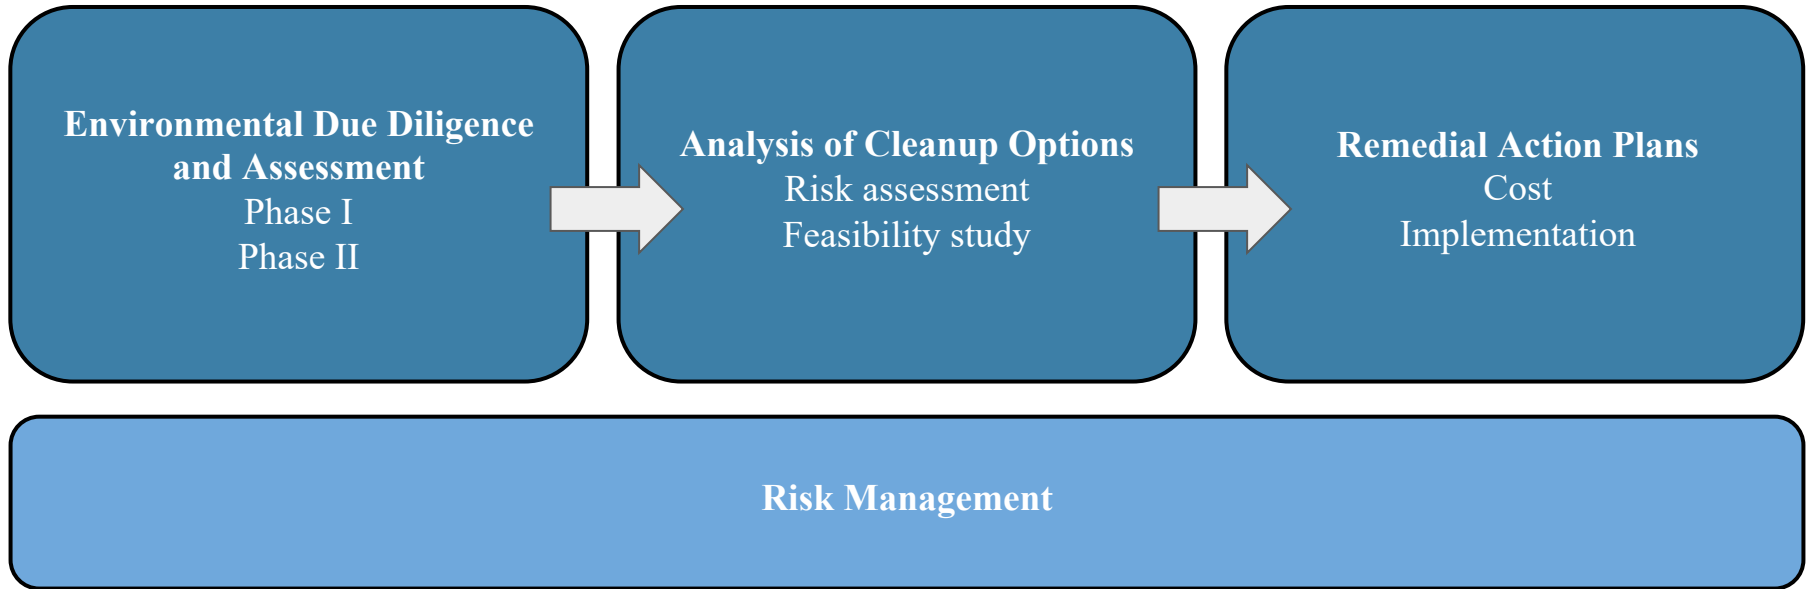 Environmental Due Diligence
and Assessment
Phase I
Phase II
Analysis of Cleanup Options
Risk assessment
Feasibility study
Remedial Action Plans
Cost
Implementation
Risk Management